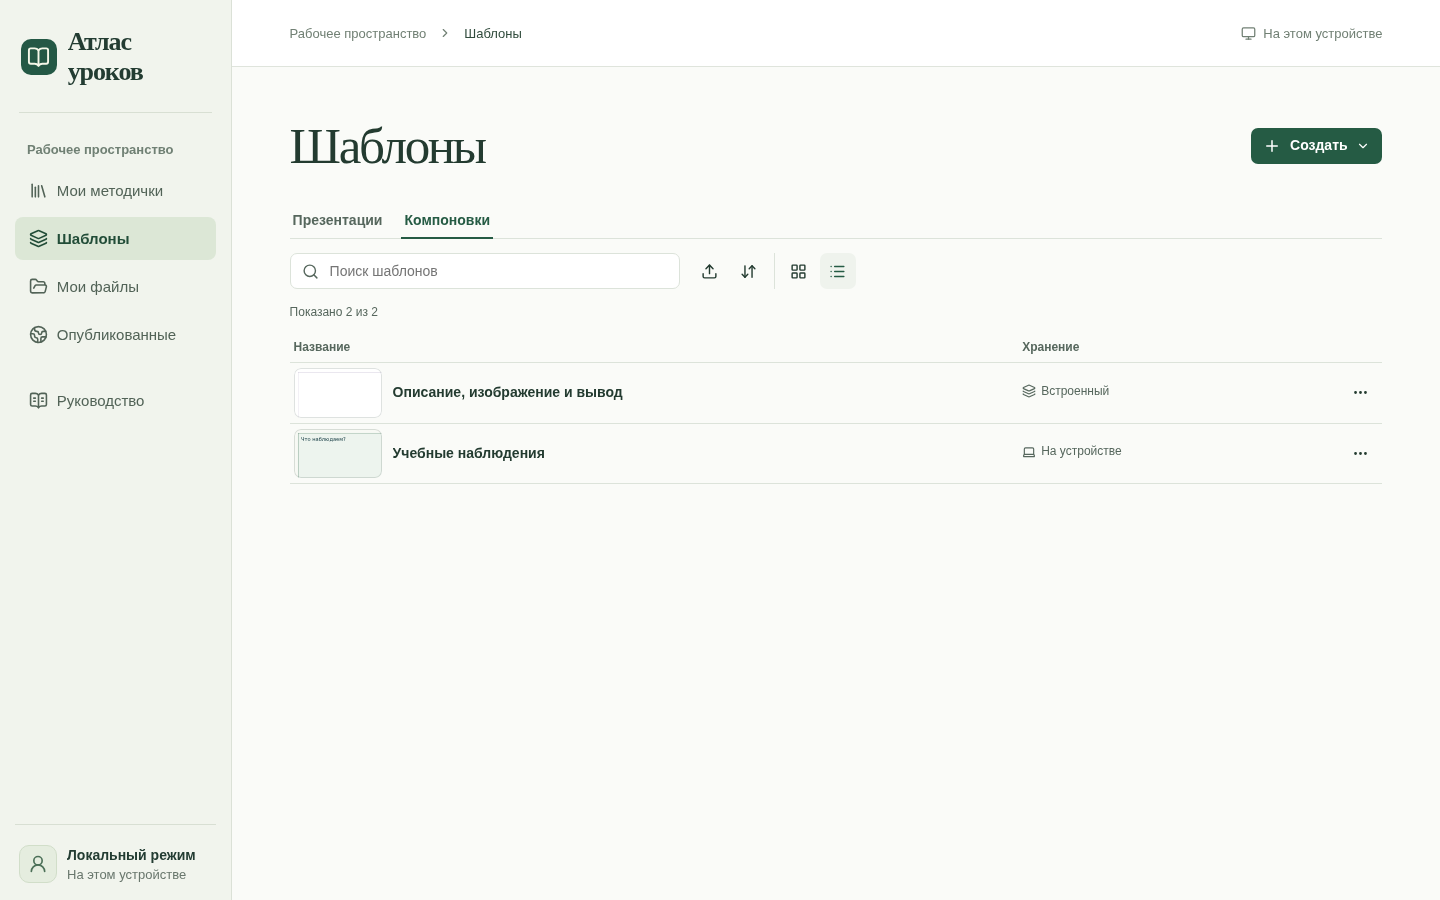 Атлас
уроков
Рабочее пространство
Мои методички
Шаблоны
Мои файлы
Опубликованные
Руководство
Локальный режим
На этом устройстве
Рабочее пространство > Шаблоны
На этом устройстве
Шаблоны
Создать
Презентации Компоновки
Поиск шаблонов
Показано 2 из 2
Название Хранение
Описание, изображение и вывод Встроенный
Что наблюдаем?
Учебные наблюдения На устройстве